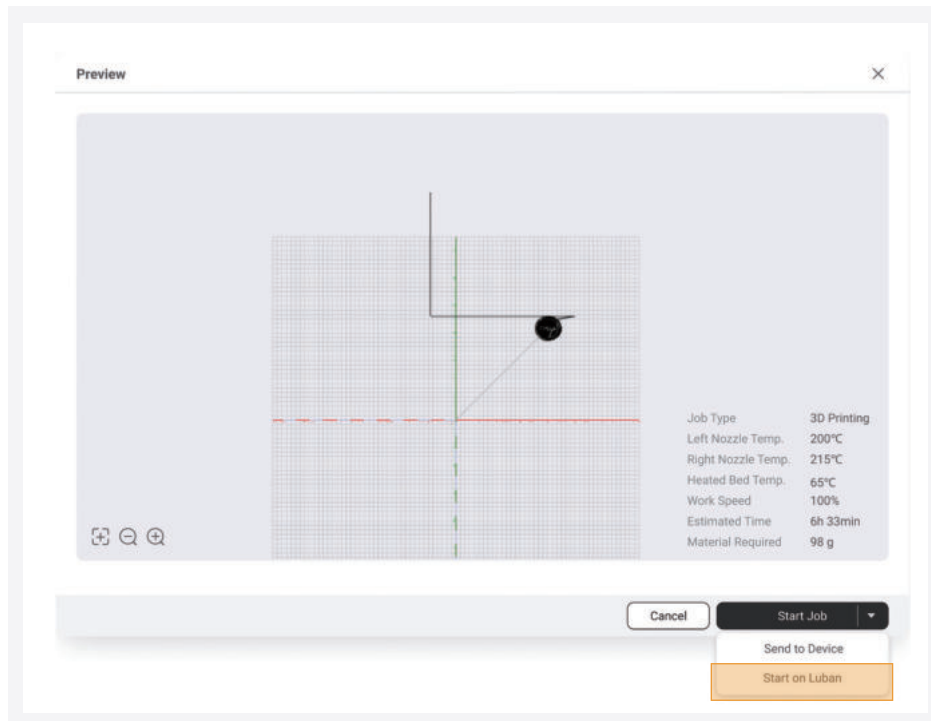 Preview
Job Type 3D Printing
Left Nozzle Temp. 200℃
Right Nozzle Temp. 215℃
Heated Bed Temp. 65℃
Work Speed 100%
Estimated Time 6h 33min
Material Required 98 g
Cancel
Start Job
Send to Device
Start on Luban